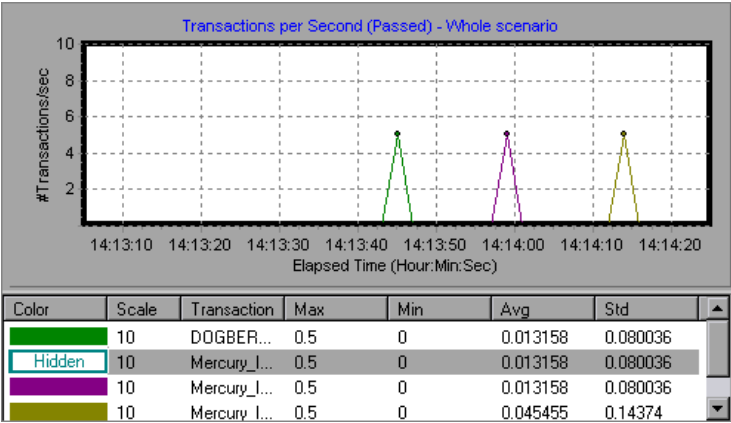 Transactions per Second (Passed) - Whole scenario
#Transactions/sec
10
8
6
4
2
14:13:10 14:13:20 14:13:30 14:13:40 14:13:50 14:14:00 14:14:10 14:14:20
Elapsed Time (Hour:Min:Sec)
Color Scale Transaction Max Min Avg Std
10 DOGBER... 0.5 0 0.013158 0.080036
Hidden 10 Mercury_I... 0.5 0 0.013158 0.080036
10 Mercury_I... 0.5 0 0.013158 0.080036
10 Mercury_I... 0.5 0 0.045455 0.14374